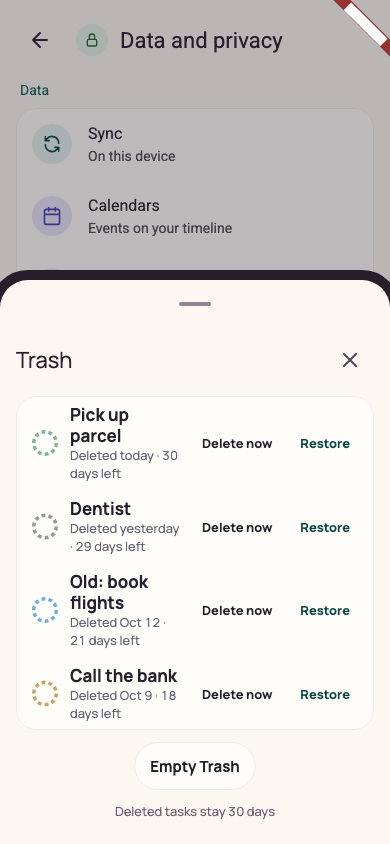 Data and privacy
Data
Sync
On this device
Calendars
Events on your timeline
Trash
Pick up
parcel
Deleted today · 30
days left
Delete now
Restore
Dentist
Deleted yesterday
· 29 days left
Delete now
Restore
Old: book
flights
Deleted Oct 12 ·
21 days left
Delete now
Restore
Call the bank
Deleted Oct 9 · 18
days left
Delete now
Restore
Empty Trash
Deleted tasks stay 30 days